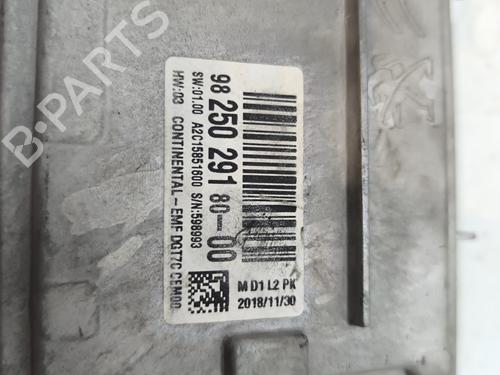 98 250 291 80-00
SW:01.00 A2C15851600 S/N:598993
HW:03 CONTINENTAL-EMF DGT7C CEM00
M D1 L2 PK
2018/11/30
B-PARTS